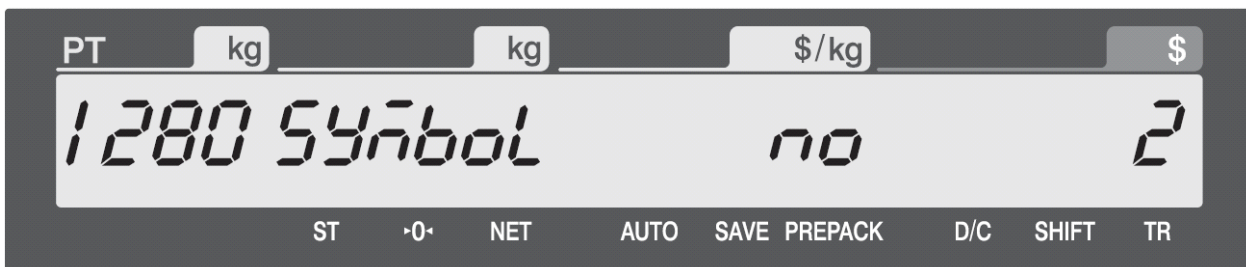 PT kg kg $/kg $
1280 SYmboL no 2
ST ►0◄ NET AUTO SAVE PREPACK D/C SHIFT TR